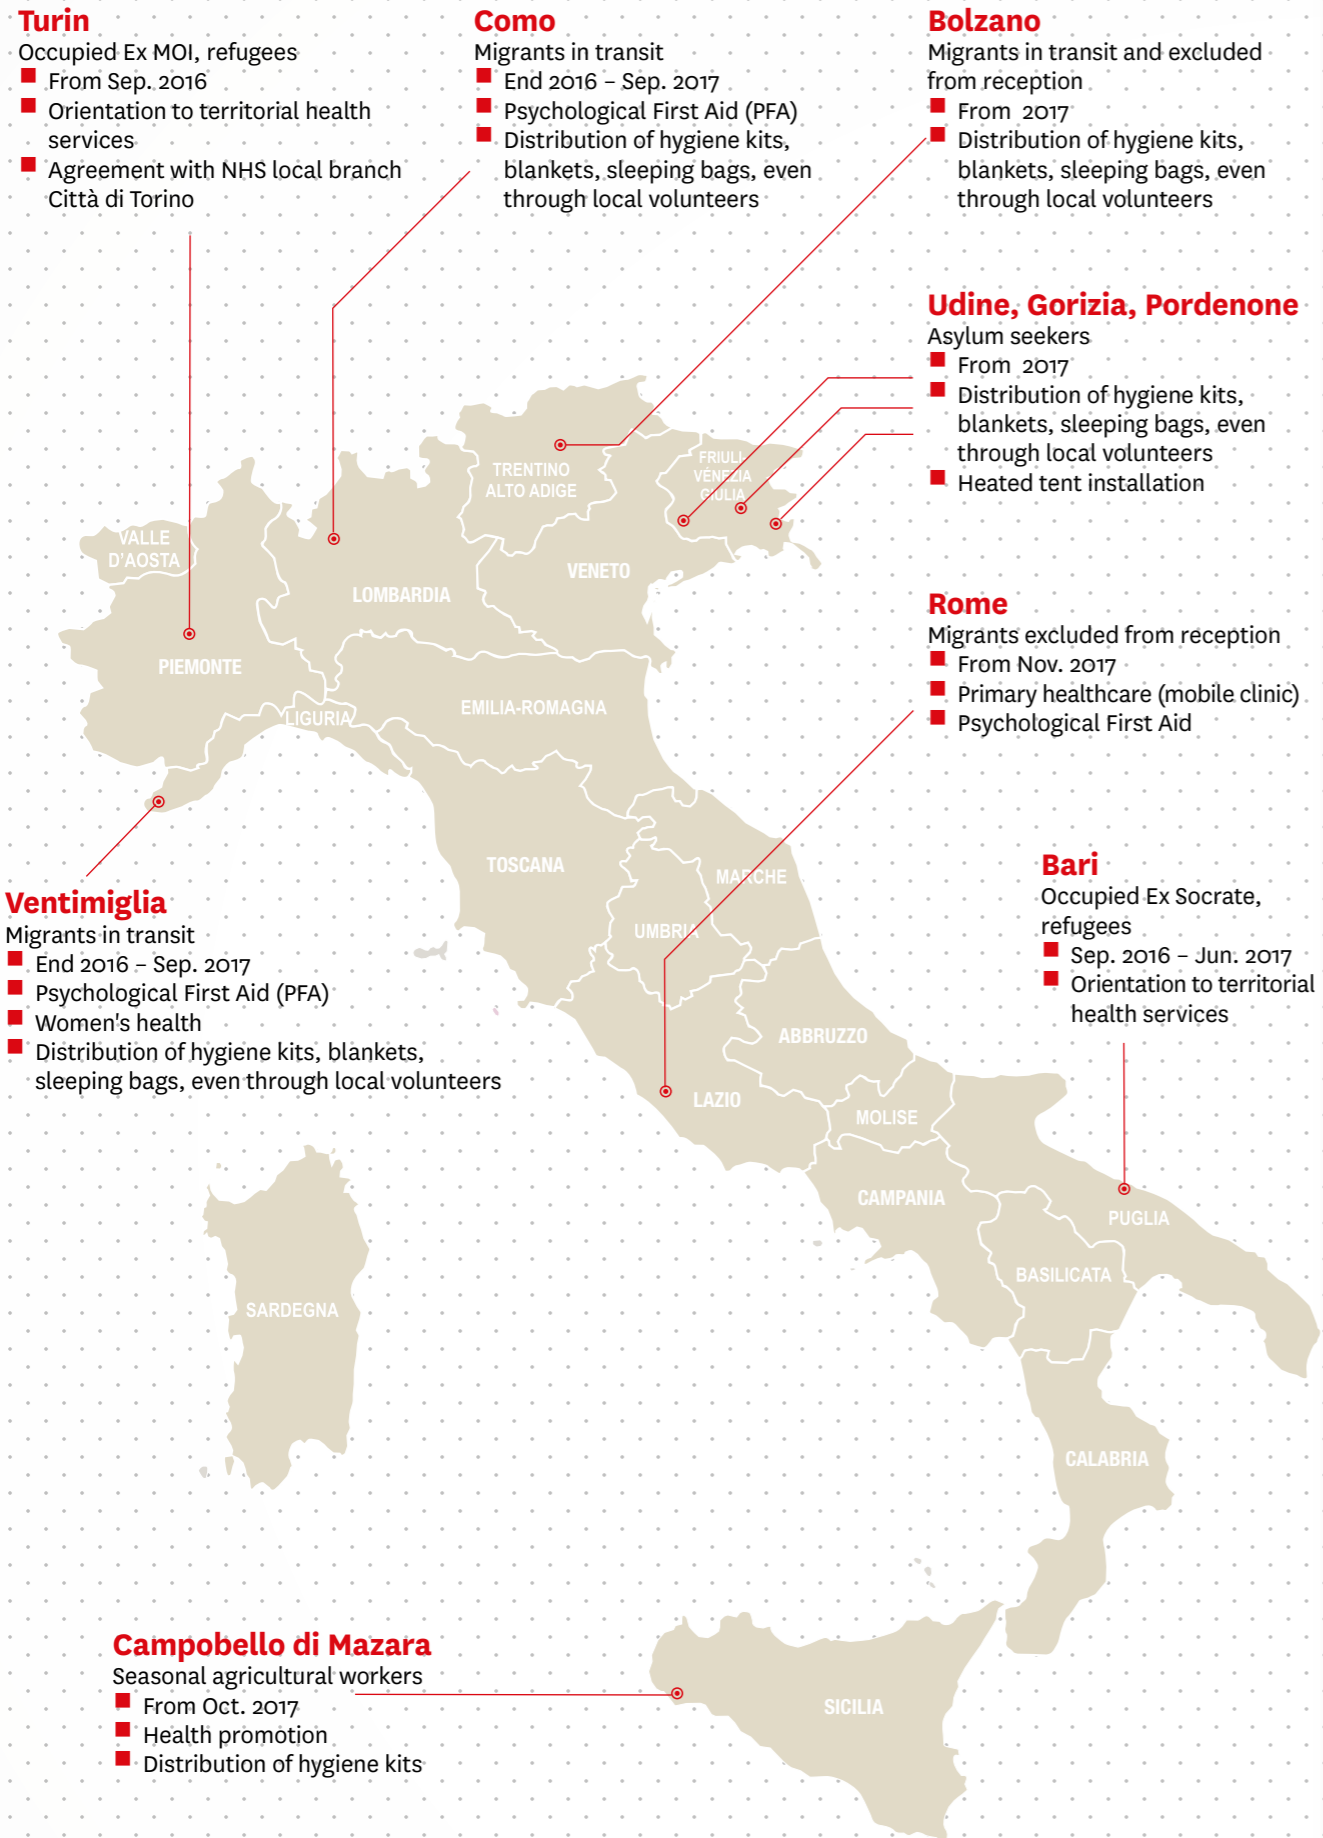 Turin
Occupied Ex MOI, refugees
From Sep. 2016
Orientation to territorial health
services
Agreement with NHS local branch
Città di Torino
Como
Migrants in transit
End 2016 – Sep. 2017
Psychological First Aid (PFA)
Distribution of hygiene kits,
blankets, sleeping bags, even
through local volunteers
Bolzano
Migrants in transit and excluded
from reception
From 2017
Distribution of hygiene kits,
blankets, sleeping bags, even
through local volunteers
Udine, Gorizia, Pordenone
Asylum seekers
From 2017
Distribution of hygiene kits,
blankets, sleeping bags, even
through local volunteers
Heated tent installation
TRENTINO
ALTO ADIGE
FRIULI
VÉNEZIA
GIULIA
VALLE
D'AOSTA
VENETO
LOMBARDIA
PIEMONTE
LIGURIA
EMILIA-ROMAGNA
Rome
Migrants excluded from reception
From Nov. 2017
Primary healthcare (mobile clinic)
Psychological First Aid
TOSCANA
MARCHE
UMBRIA
Ventimiglia
Migrants in transit
End 2016 – Sep. 2017
Psychological First Aid (PFA)
Women's health
Distribution of hygiene kits, blankets,
sleeping bags, even through local volunteers
Bari
Occupied Ex Socrate,
refugees
Sep. 2016 – Jun. 2017
Orientation to territorial
health services
ABBRUZZO
LAZIO
MOLISE
CAMPANIA
PUGLIA
BASILICATA
SARDEGNA
CALABRIA
Campobello di Mazara
Seasonal agricultural workers
From Oct. 2017
Health promotion
Distribution of hygiene kits
SICILIA